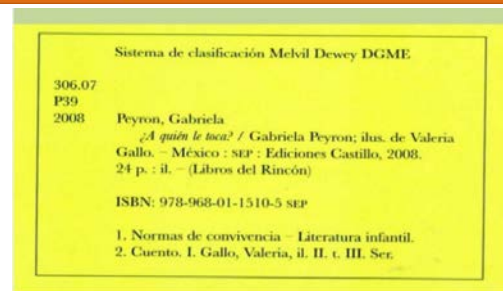 Sistema de clasificación Melvil Dewey DGME
306.07
P39
2008 Peyron, Gabriela
¿A quién le toca? / Gabriela Peyron; ilus. de Valeria
Gallo. – México : SEP : Ediciones Castillo, 2008.
24 p. : il. – (Libros del Rincón)
ISBN: 978-968-01-1510-5 SEP
1. Normas de convivencia – Literatura infantil.
2. Cuento. I. Gallo, Valeria, il. II. t. III. Ser.